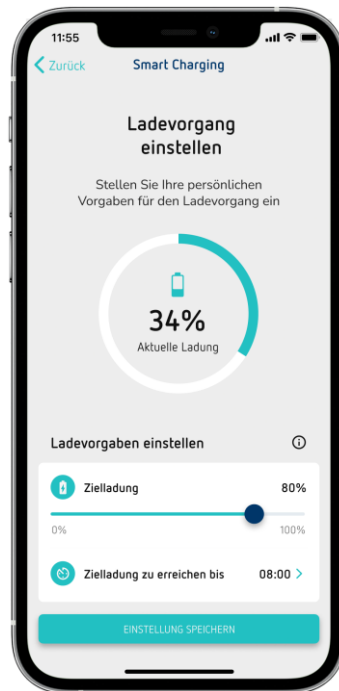 11:55
Zurück
Smart Charging
Ladevorgang
einstellen
Stellen Sie Ihre persönlichen
Vorgaben für den Ladevorgang ein
34%
Aktuelle Ladung
Ladevorgaben einstellen
Zielladung 80%
0% 100%
Zielladung zu erreichen bis 08:00
EINSTELLUNG SPEICHERN